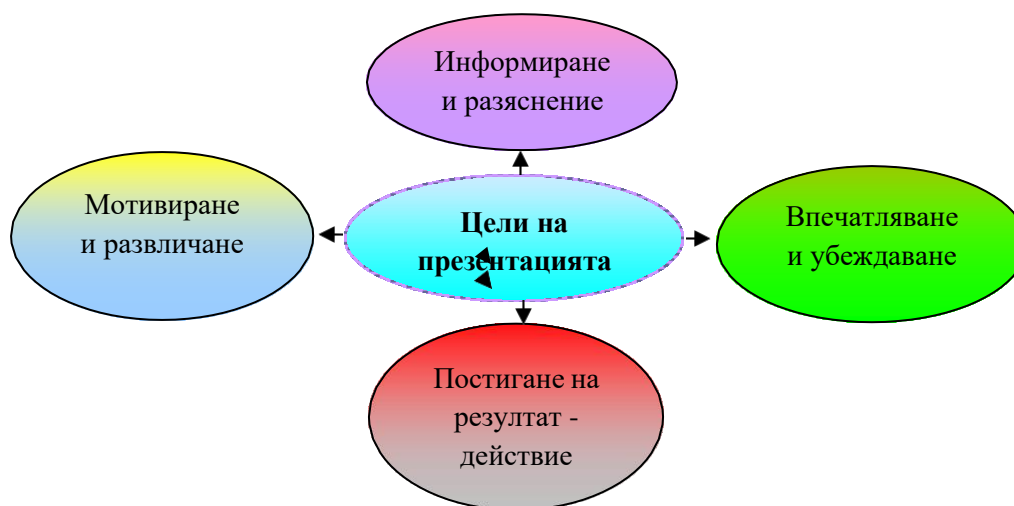 Информиране
и разяснение
Мотивиране
и развличане
Цели на
презентацията
Впечатляване
и убеждаване
Постигане на
резултат -
действие